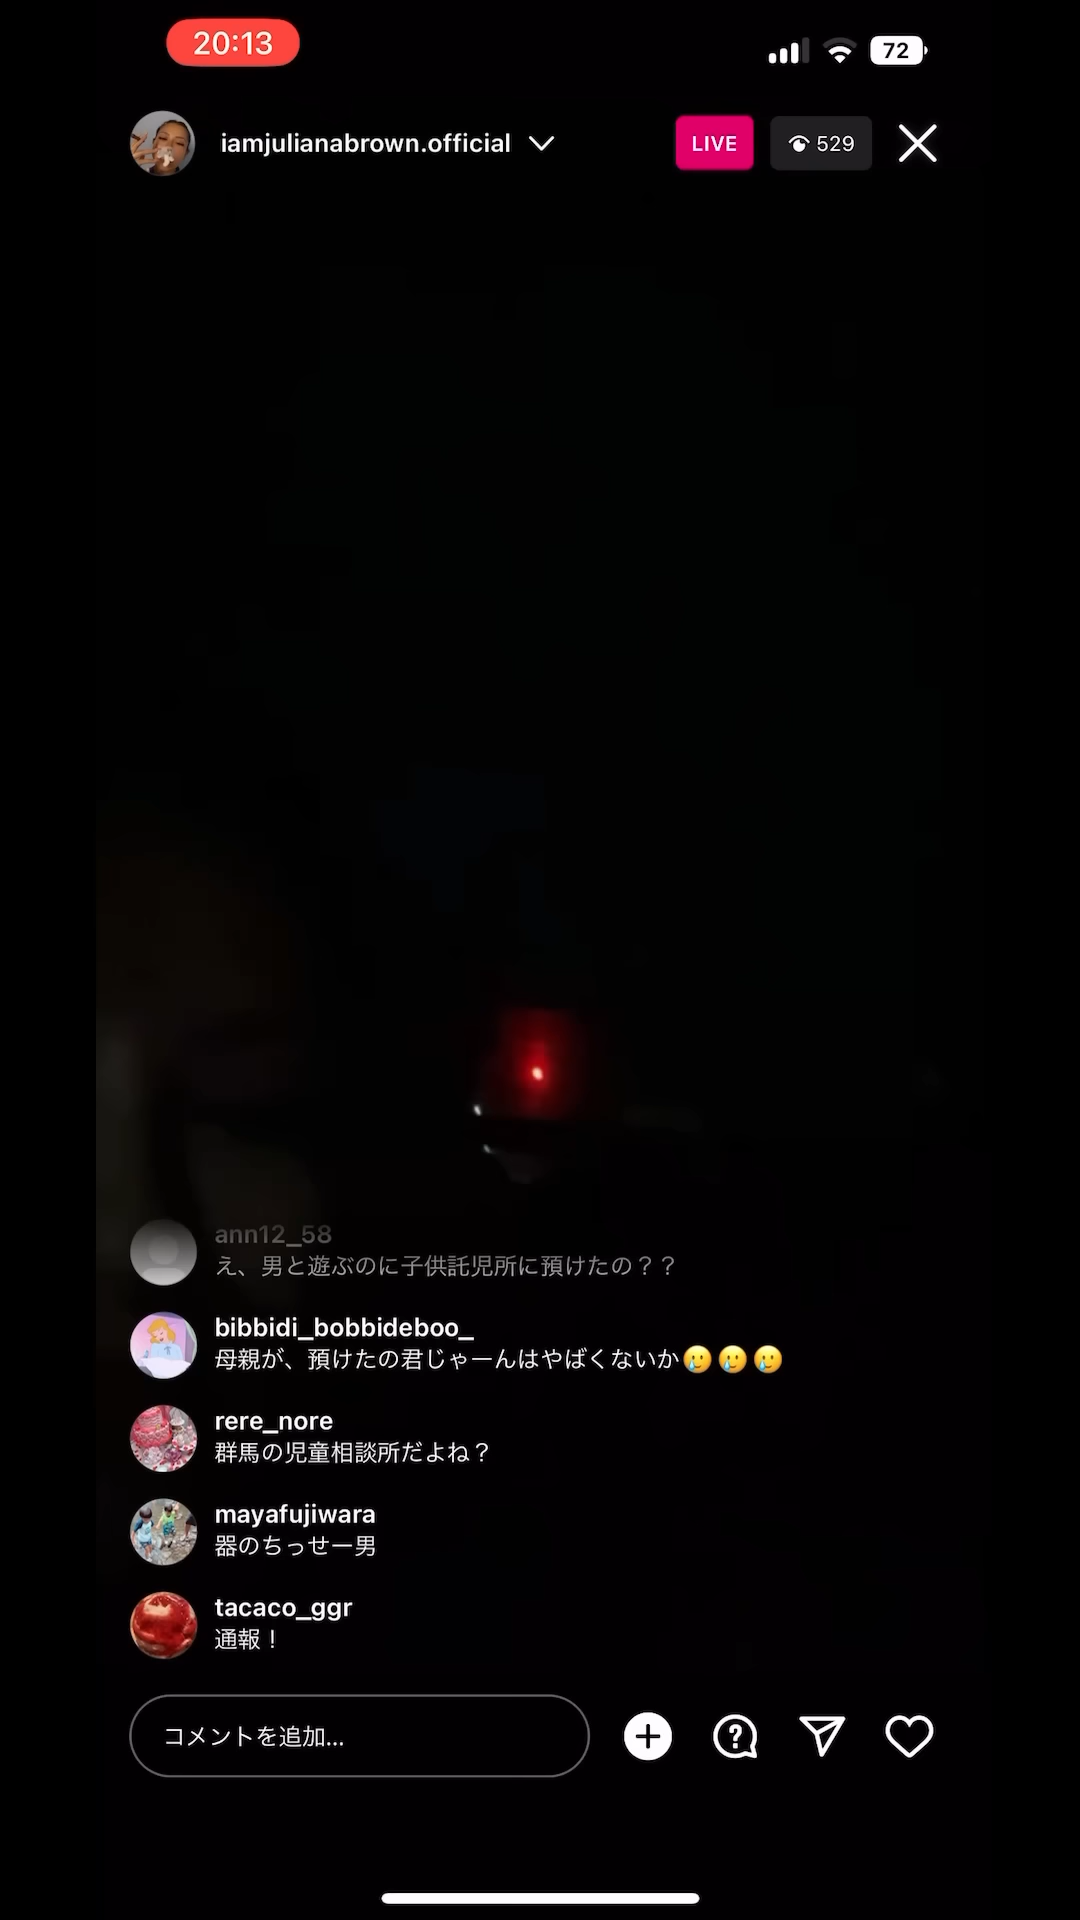 20:13
72
iamjulianabrown.official
LIVE
529
ann12_58
え、男と遊ぶのに子供託児所に預けたの？？
bibbidi_bobbideboo_
母親が、預けたの君じゃーんはやばくないか🥲🥲🥲
rere_nore
群馬の児童相談所だよね？
mayafujiwara
器のちっせー男
tacaco_ggr
通報！
コメントを追加...